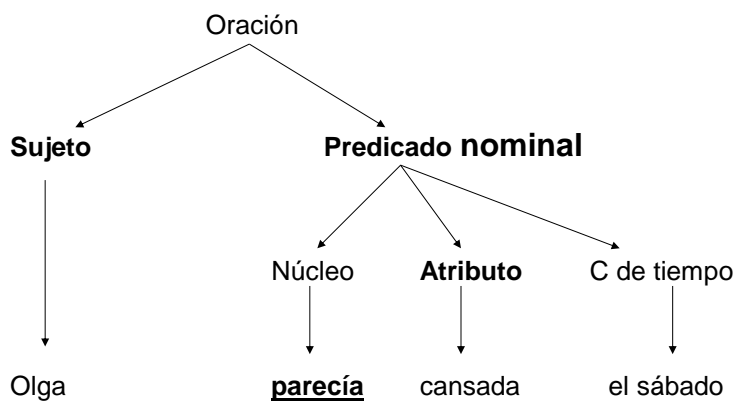 Oración
Sujeto Predicado nominal
Núcleo Atributo C de tiempo
Olga parecía cansada el sábado